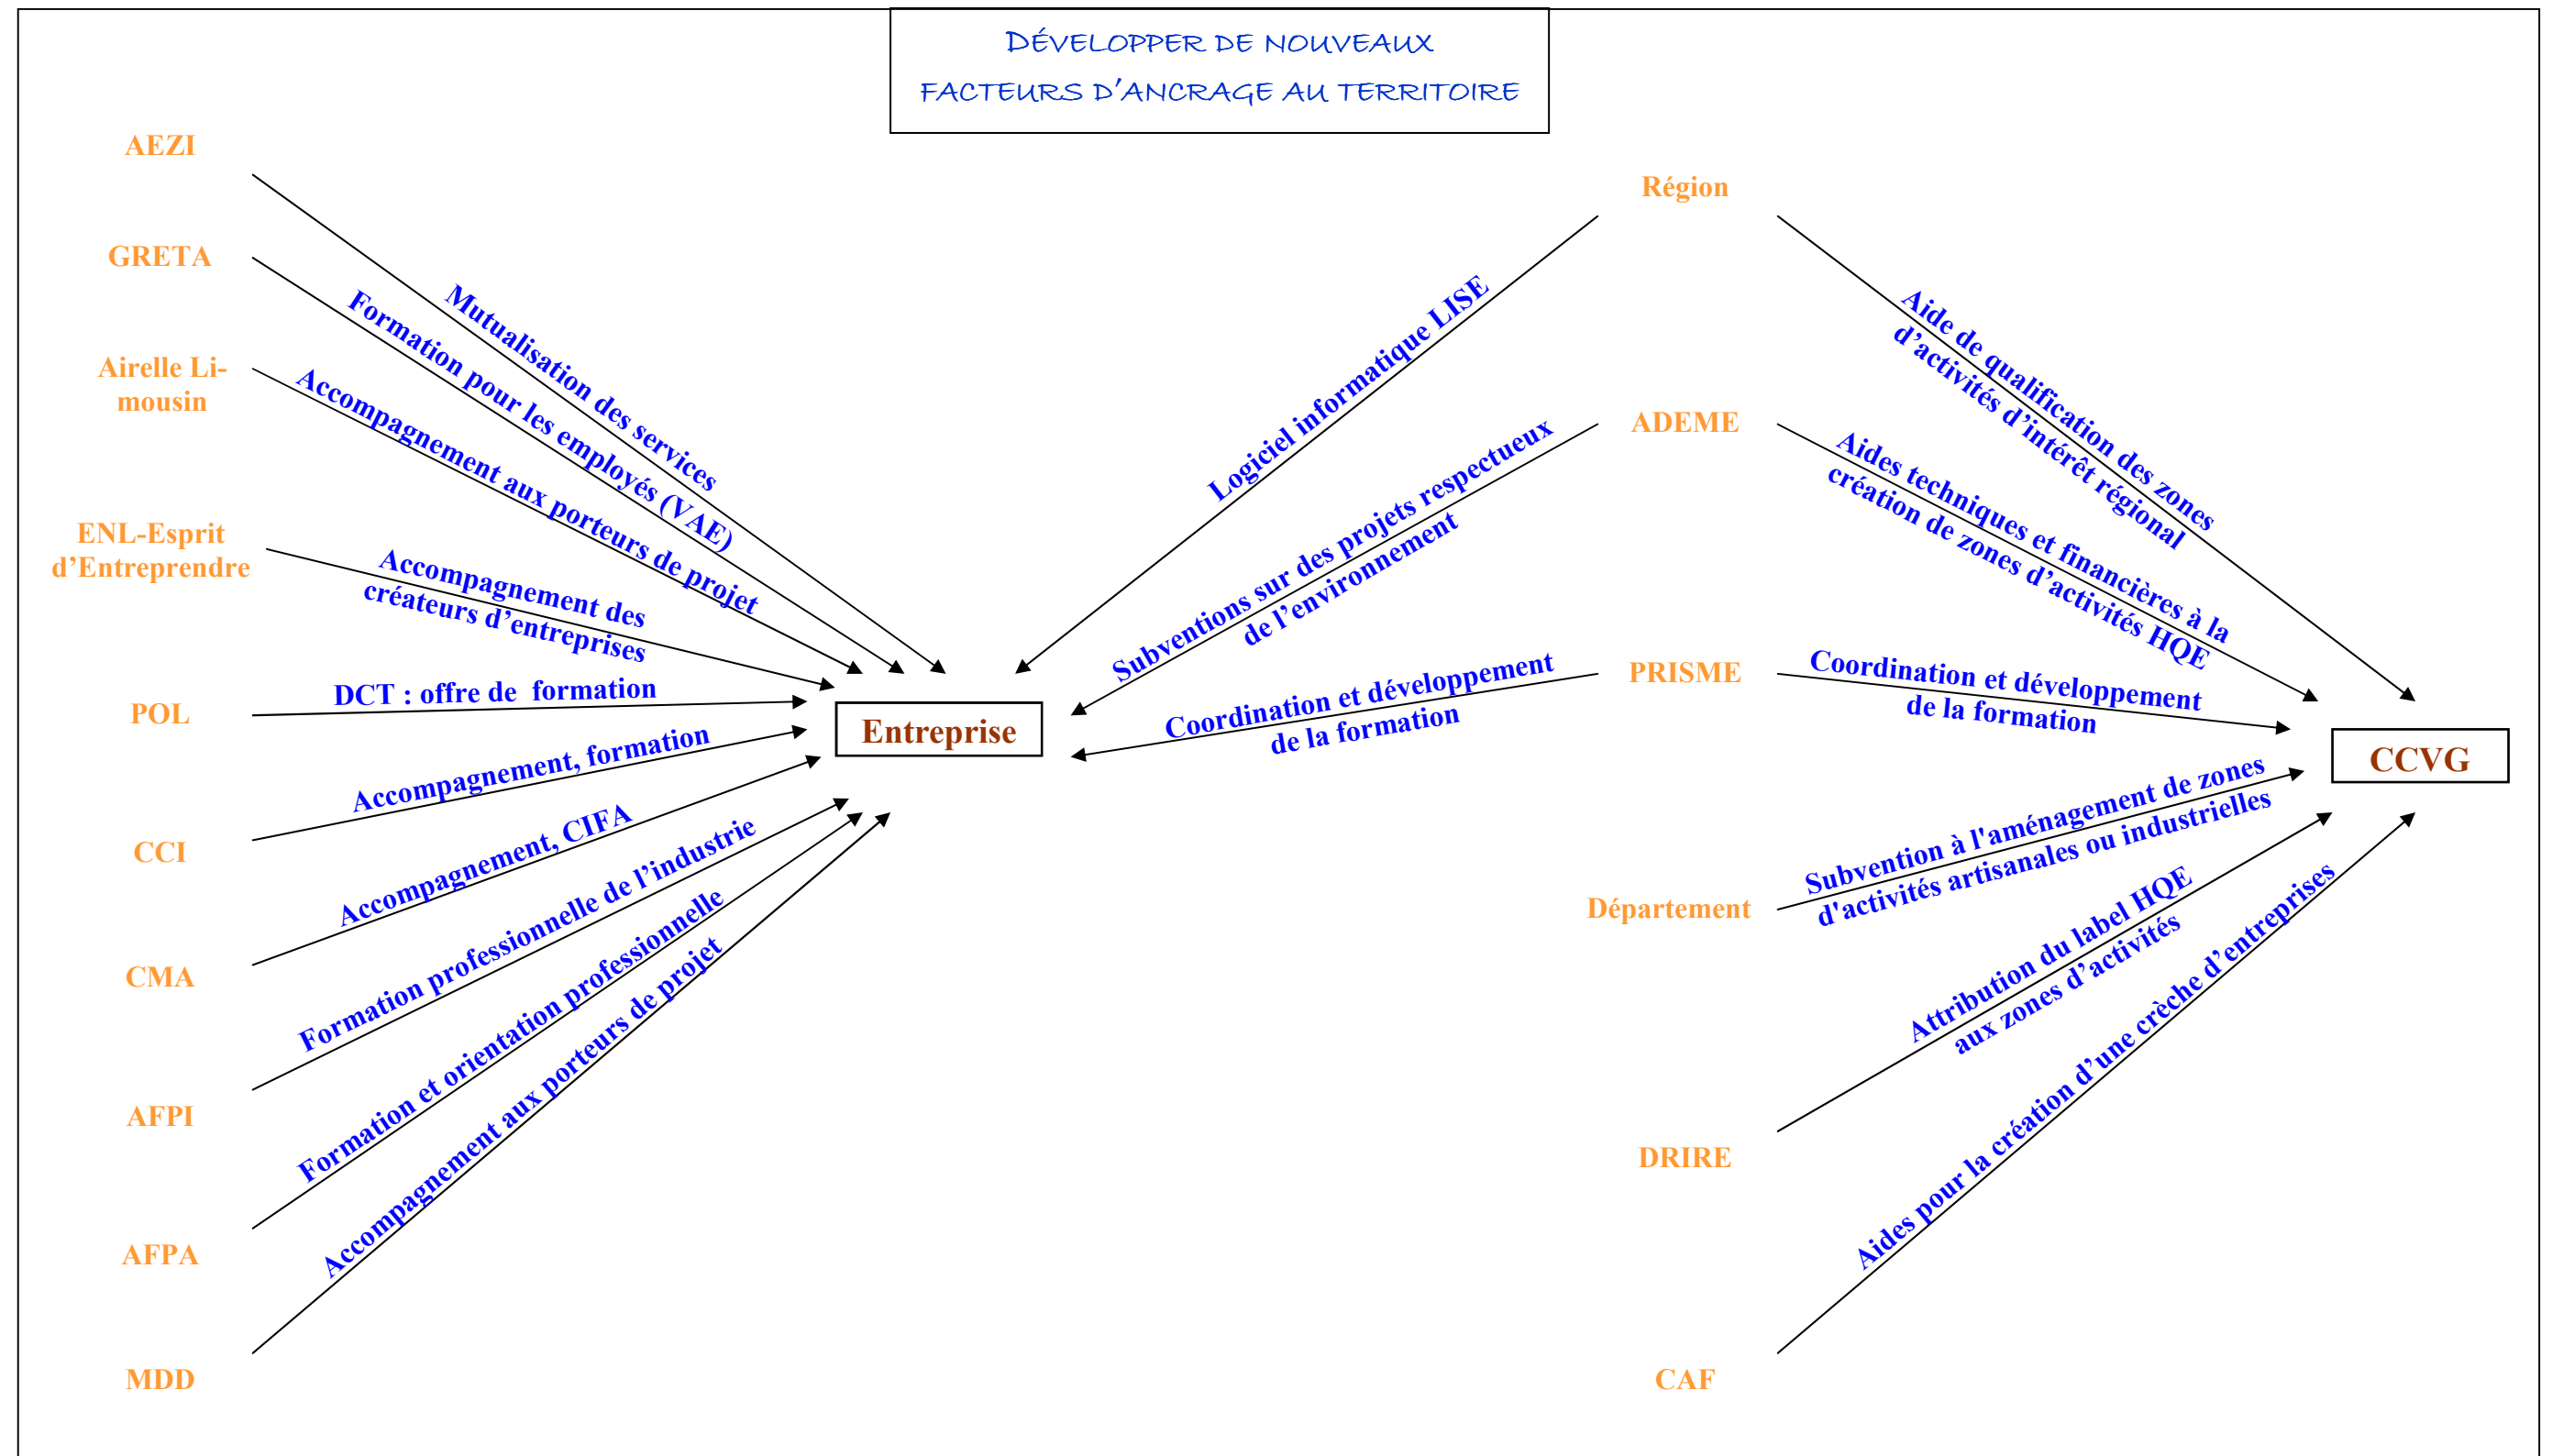 DÉVELOPPER DE NOUVEAUX
FACTEURS D’ANCRAGE AU TERRITOIRE
AEZI
GRETA
Airelle Li-
mousin
ENL-Esprit
d’Entreprendre
POL
CCI
CMA
AFPI
AFPA
MDD
Mutualisation des services
Formation pour les employés (VAE)
Accompagnement aux porteurs de projet
Accompagnement des
créateurs d’entreprises
DCT : offre de  formation
Accompagnement, formation
Accompagnement, CIFA
Formation professionnelle de l’industrie
Formation et orientation professionnelle
Accompagnement aux porteurs de projet
Entreprise
Logiciel informatique LISE
Subventions sur des projets respectueux
de l’environnement
Coordination et développement
de la formation
Région
ADEME
PRISME
Département
DRIRE
CAF
Aide de qualification des zones
d’activités d’intérêt régional
Aides techniques et financières à la
création de zones d’activités HQE
Coordination et développement
de la formation
Subvention à l'aménagement de zones
d'activités artisanales ou industrielles
Attribution du label HQE
aux zones d’activités
Aides pour la création d’une crèche d’entreprises
CCVG